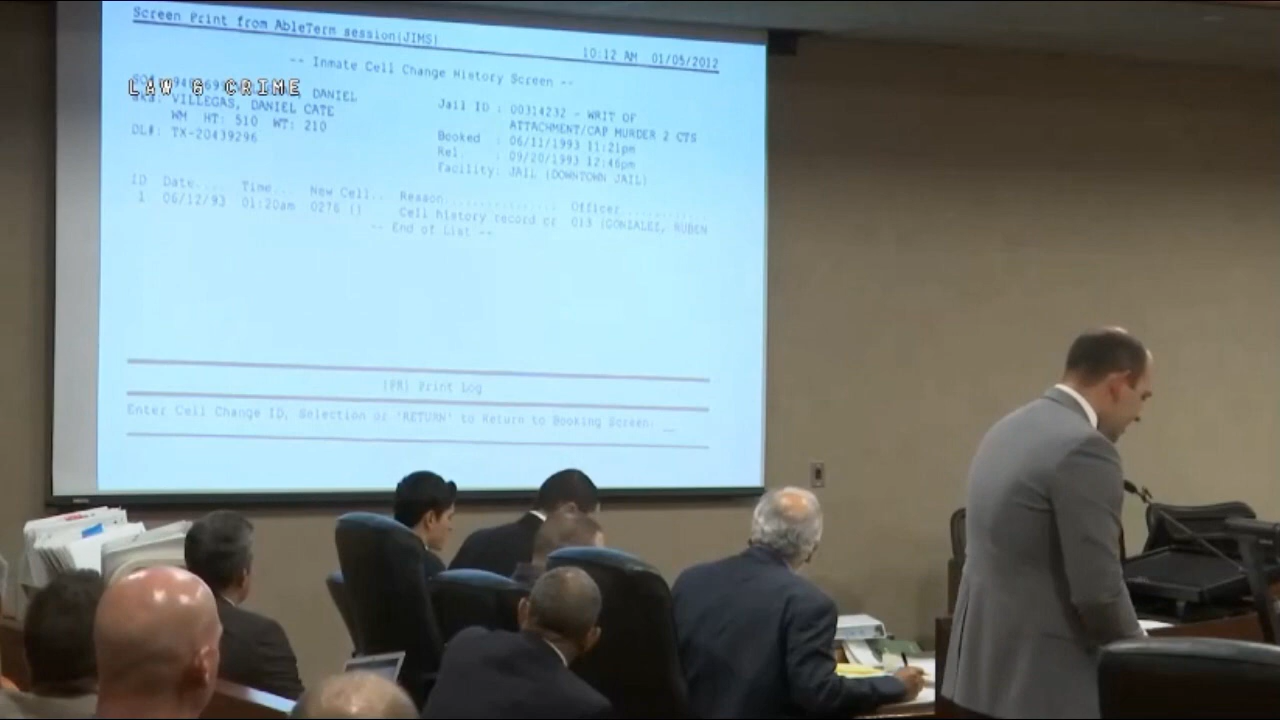 Screen Print from AbleTerm session(JIMS)
10:12 AM 01/05/2012
-- Inmate Cell Change History Screen --
LAW & CRIME
DANIEL
aka: VILLEGAS, DANIEL CATE
WM HT: 510 WT: 210
DL#: TX-20439296
Jail ID : 00314232 - WRIT OF
ATTACHMENT/CAP MURDER 2 CTS
Booked : 06/11/1993 11:21pm
Rel. : 09/20/1993 12:46pm
Facility: JAIL (DOWNTOWN JAIL)
ID Date.... Time... New Cell.. Reason............... Officer............
1 06/12/93 01:20am 0276 () Cell history record cr 013 (GONZALEZ, RUBEN
-- End of List --
[PR] Print Log
Enter Cell Change ID, Selection or 'RETURN' to Return to Booking Screen. __